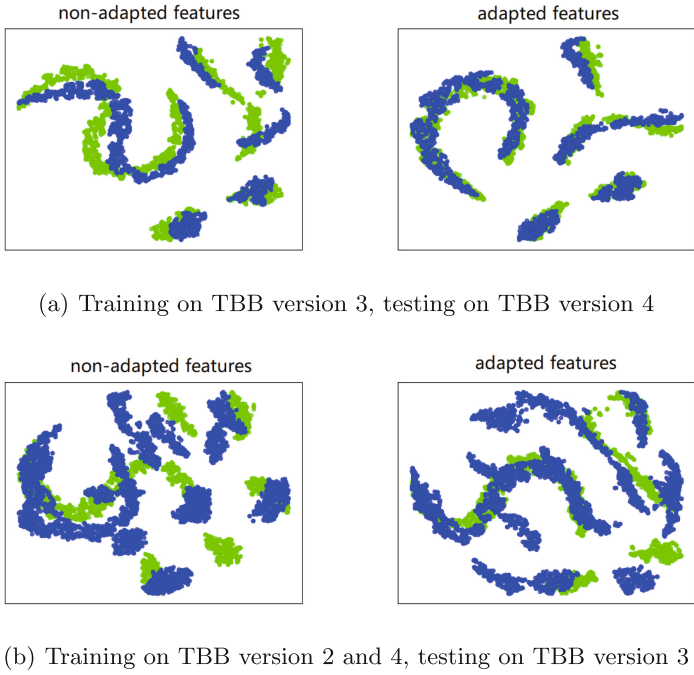 non-adapted features
adapted features
(a) Training on TBB version 3, testing on TBB version 4
non-adapted features
adapted features
(b) Training on TBB version 2 and 4, testing on TBB version 3